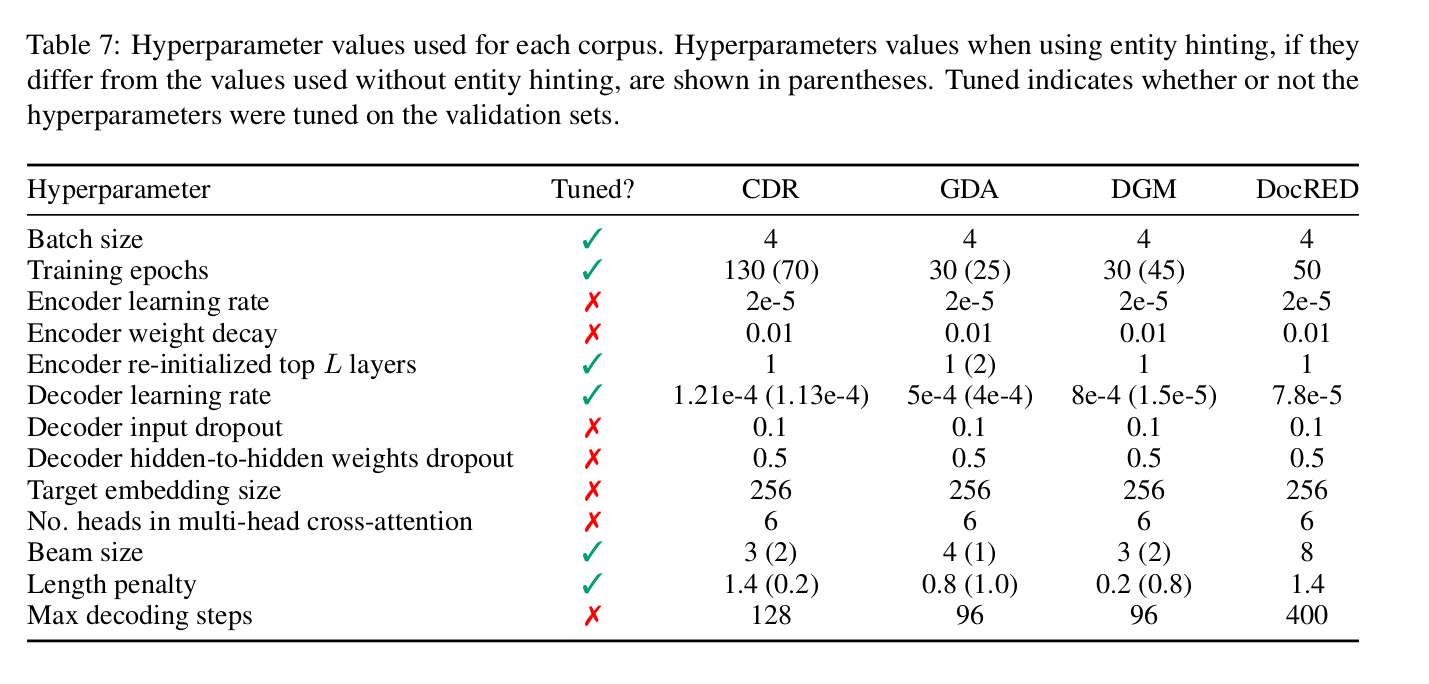 Table 7: Hyperparameter values used for each corpus. Hyperparameters values when using entity hinting, if they
differ from the values used without entity hinting, are shown in parentheses. Tuned indicates whether or not the
hyperparameters were tuned on the validation sets.
Hyperparameter Tuned? CDR GDA DGM DocRED
Batch size ✓ 4 4 4 4
Training epochs ✓ 130 (70) 30 (25) 30 (45) 50
Encoder learning rate ✗ 2e-5 2e-5 2e-5 2e-5
Encoder weight decay ✗ 0.01 0.01 0.01 0.01
Encoder re-initialized top L layers ✓ 1 1 (2) 1 1
Decoder learning rate ✓ 1.21e-4 (1.13e-4) 5e-4 (4e-4) 8e-4 (1.5e-5) 7.8e-5
Decoder input dropout ✗ 0.1 0.1 0.1 0.1
Decoder hidden-to-hidden weights dropout ✗ 0.5 0.5 0.5 0.5
Target embedding size ✗ 256 256 256 256
No. heads in multi-head cross-attention ✗ 6 6 6 6
Beam size ✓ 3 (2) 4 (1) 3 (2) 8
Length penalty ✓ 1.4 (0.2) 0.8 (1.0) 0.2 (0.8) 1.4
Max decoding steps ✗ 128 96 96 400